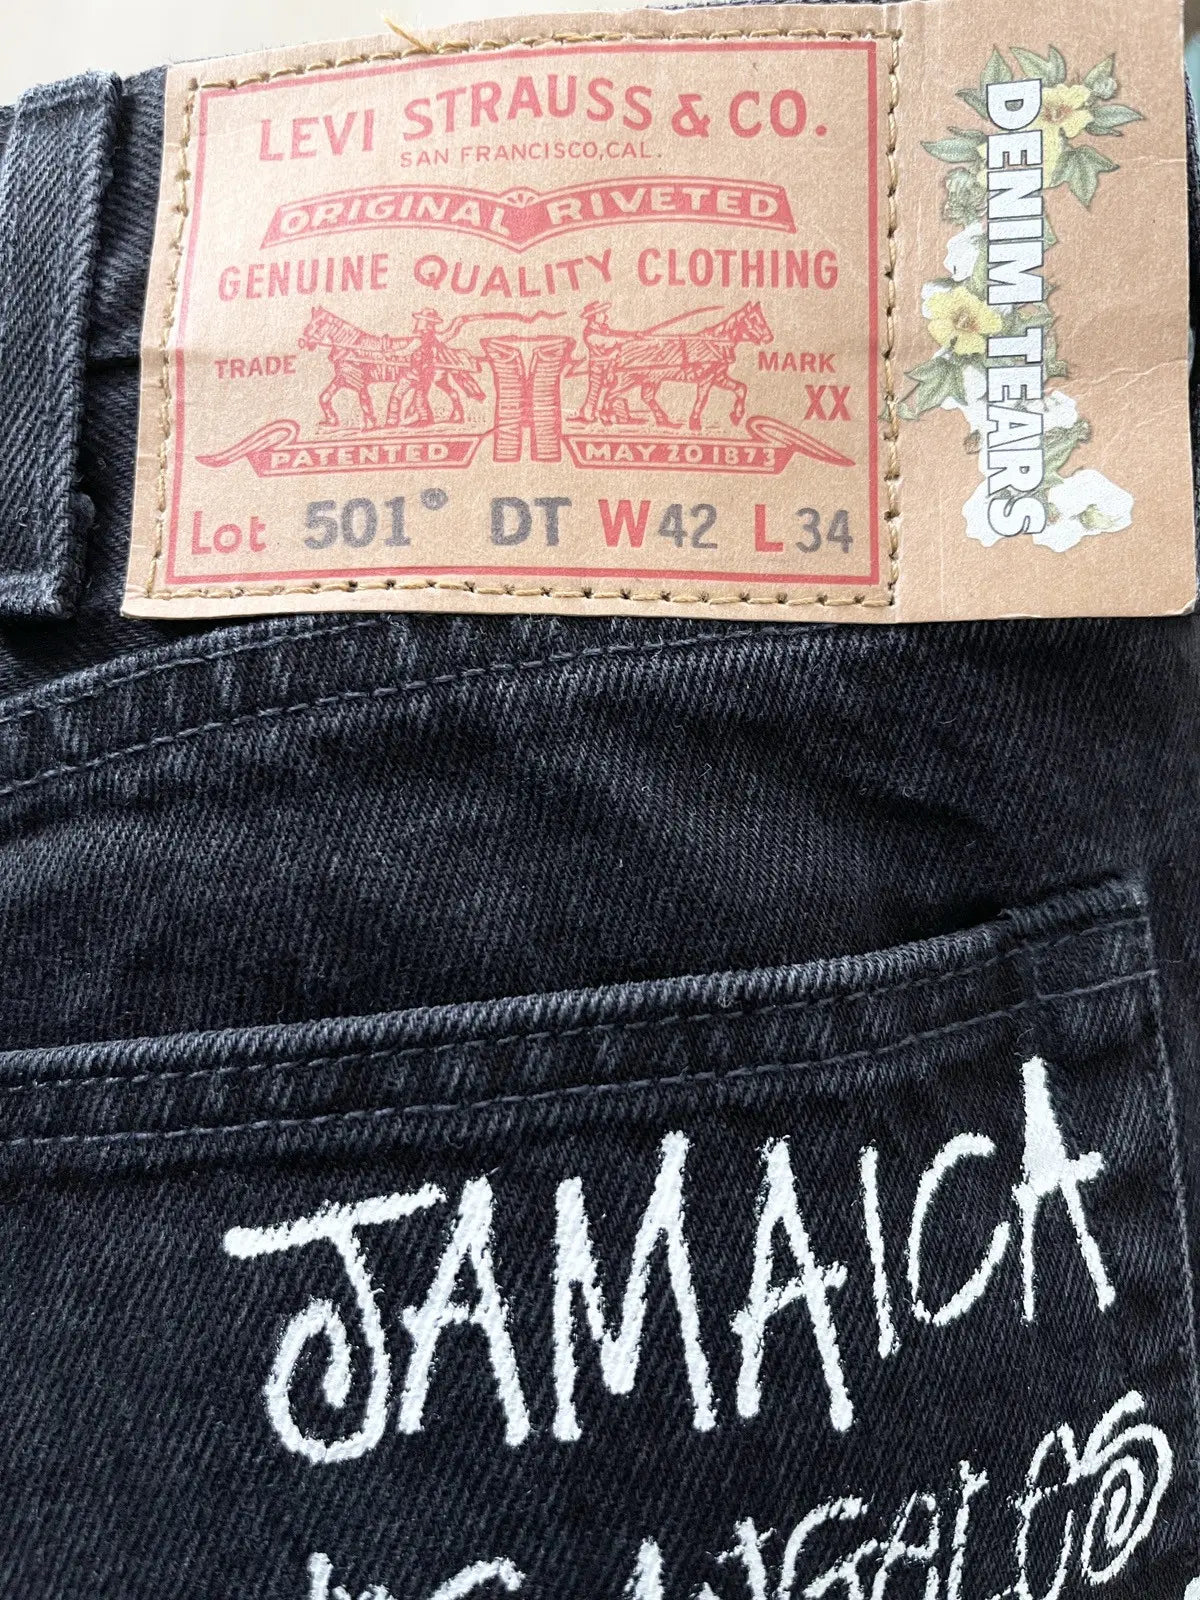 LEVI STRAUSS & CO.
SAN FRANCISCO, CAL.
ORIGINAL RIVETED
GENUINE QUALITY CLOTHING
TRADE MARK
XX
PATENTED MAY 20 1873
Lot 501® DT W42 L34
DENIM TEARS
JAMAICA
ANGALES